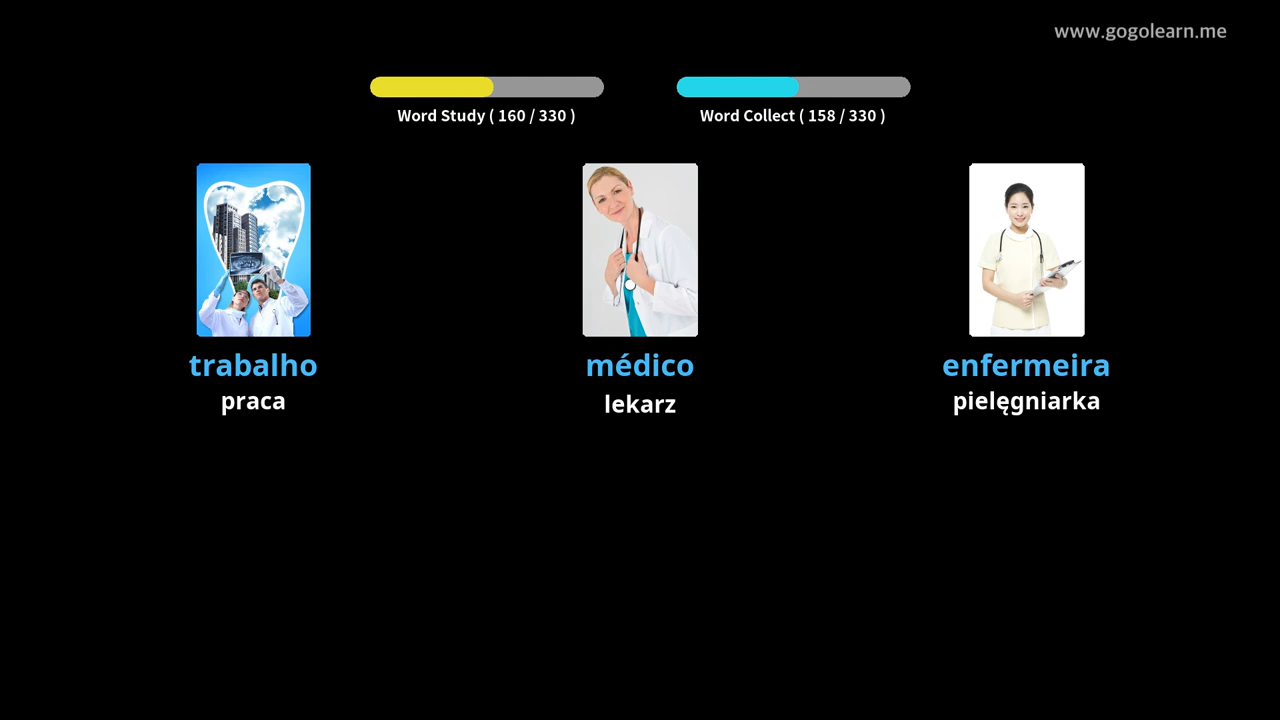 www.gogolearn.me
Word Study ( 160 / 330 )
Word Collect ( 158 / 330 )
trabalho
praca
médico
lekarz
enfermeira
pielęgniarka